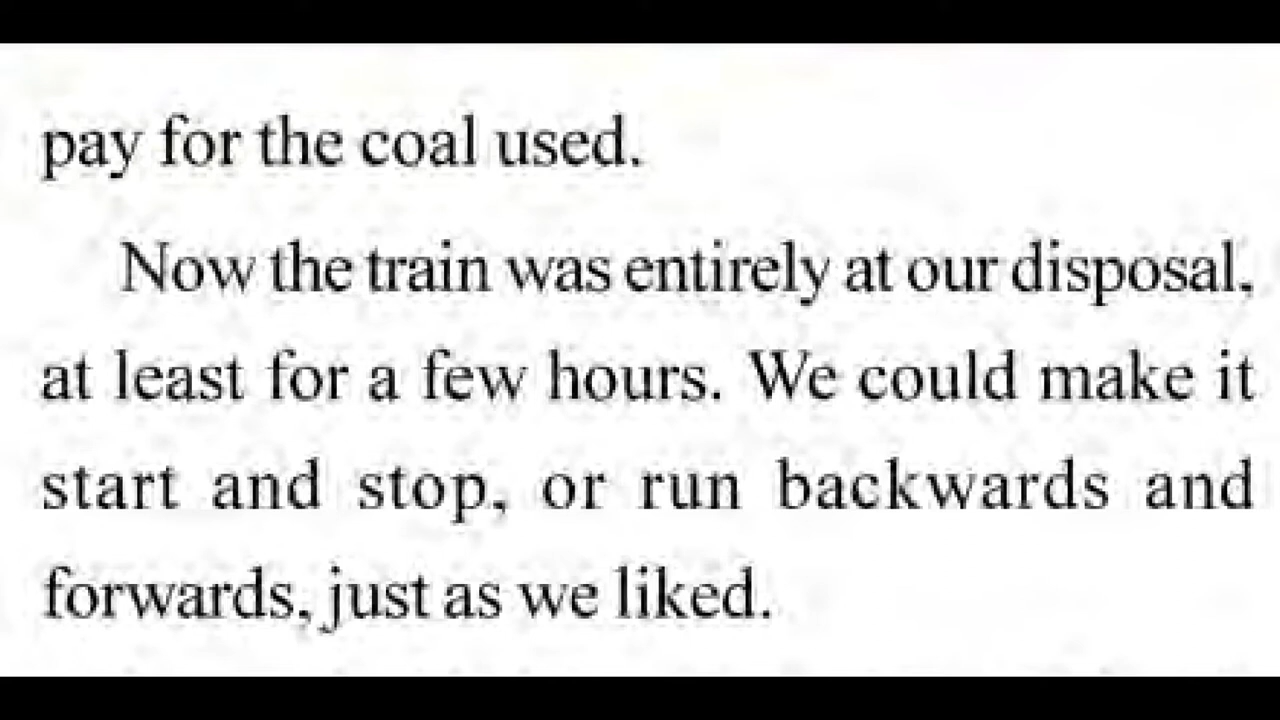 pay for the coal used.
Now the train was entirely at our disposal,
at least for a few hours. We could make it
start and stop, or run backwards and
forwards, just as we liked.